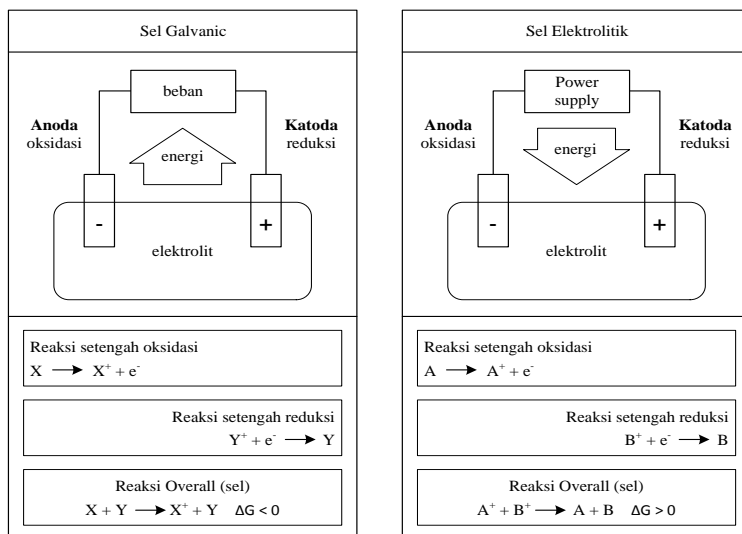 Sel Galvanic
beban
Anoda
oksidasi
Katoda
reduksi
energi
-
+
elektrolit
Reaksi setengah oksidasi
X → X⁺ + e⁻
Reaksi setengah reduksi
Y⁺ + e⁻ → Y
Reaksi Overall (sel)
X + Y → X⁺ + Y ΔG < 0
Sel Elektrolitik
Power
supply
Anoda
oksidasi
Katoda
reduksi
energi
-
+
elektrolit
Reaksi setengah oksidasi
A → A⁺ + e⁻
Reaksi setengah reduksi
B⁺ + e⁻ → B
Reaksi Overall (sel)
A⁺ + B⁺ → A + B ΔG > 0